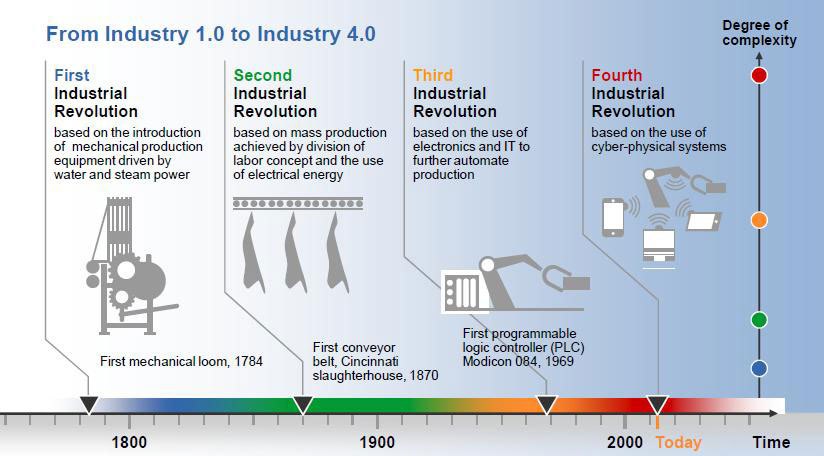 From Industry 1.0 to Industry 4.0
Degree of
complexity
First
Industrial
Revolution
based on the introduction
of mechanical production
equipment driven by
water and steam power
First mechanical loom, 1784
Second
Industrial
Revolution
based on mass production
achieved by division of
labor concept and the use
of electrical energy
First conveyor
belt, Cincinnati
slaughterhouse, 1870
Third
Industrial
Revolution
based on the use of
electronics and IT to
further automate
production
First programmable
logic controller (PLC)
Modicon 084, 1969
Fourth
Industrial
Revolution
based on the use of
cyber-physical systems
1800
1900
2000
Today
Time